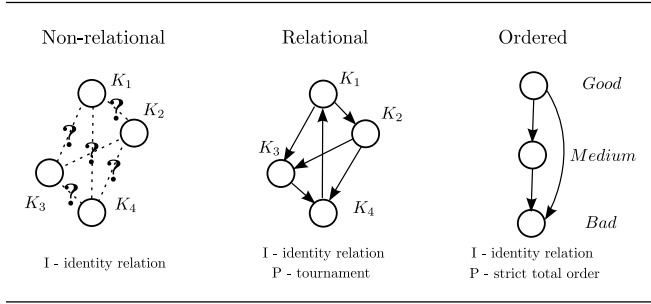 Non-relational
K1
?
K2
?
?
?
K3
?
K4
I - identity relation
Relational
K1
K2
K3
K4
I - identity relation
P - tournament
Ordered
Good
Medium
Bad
I - identity relation
P - strict total order